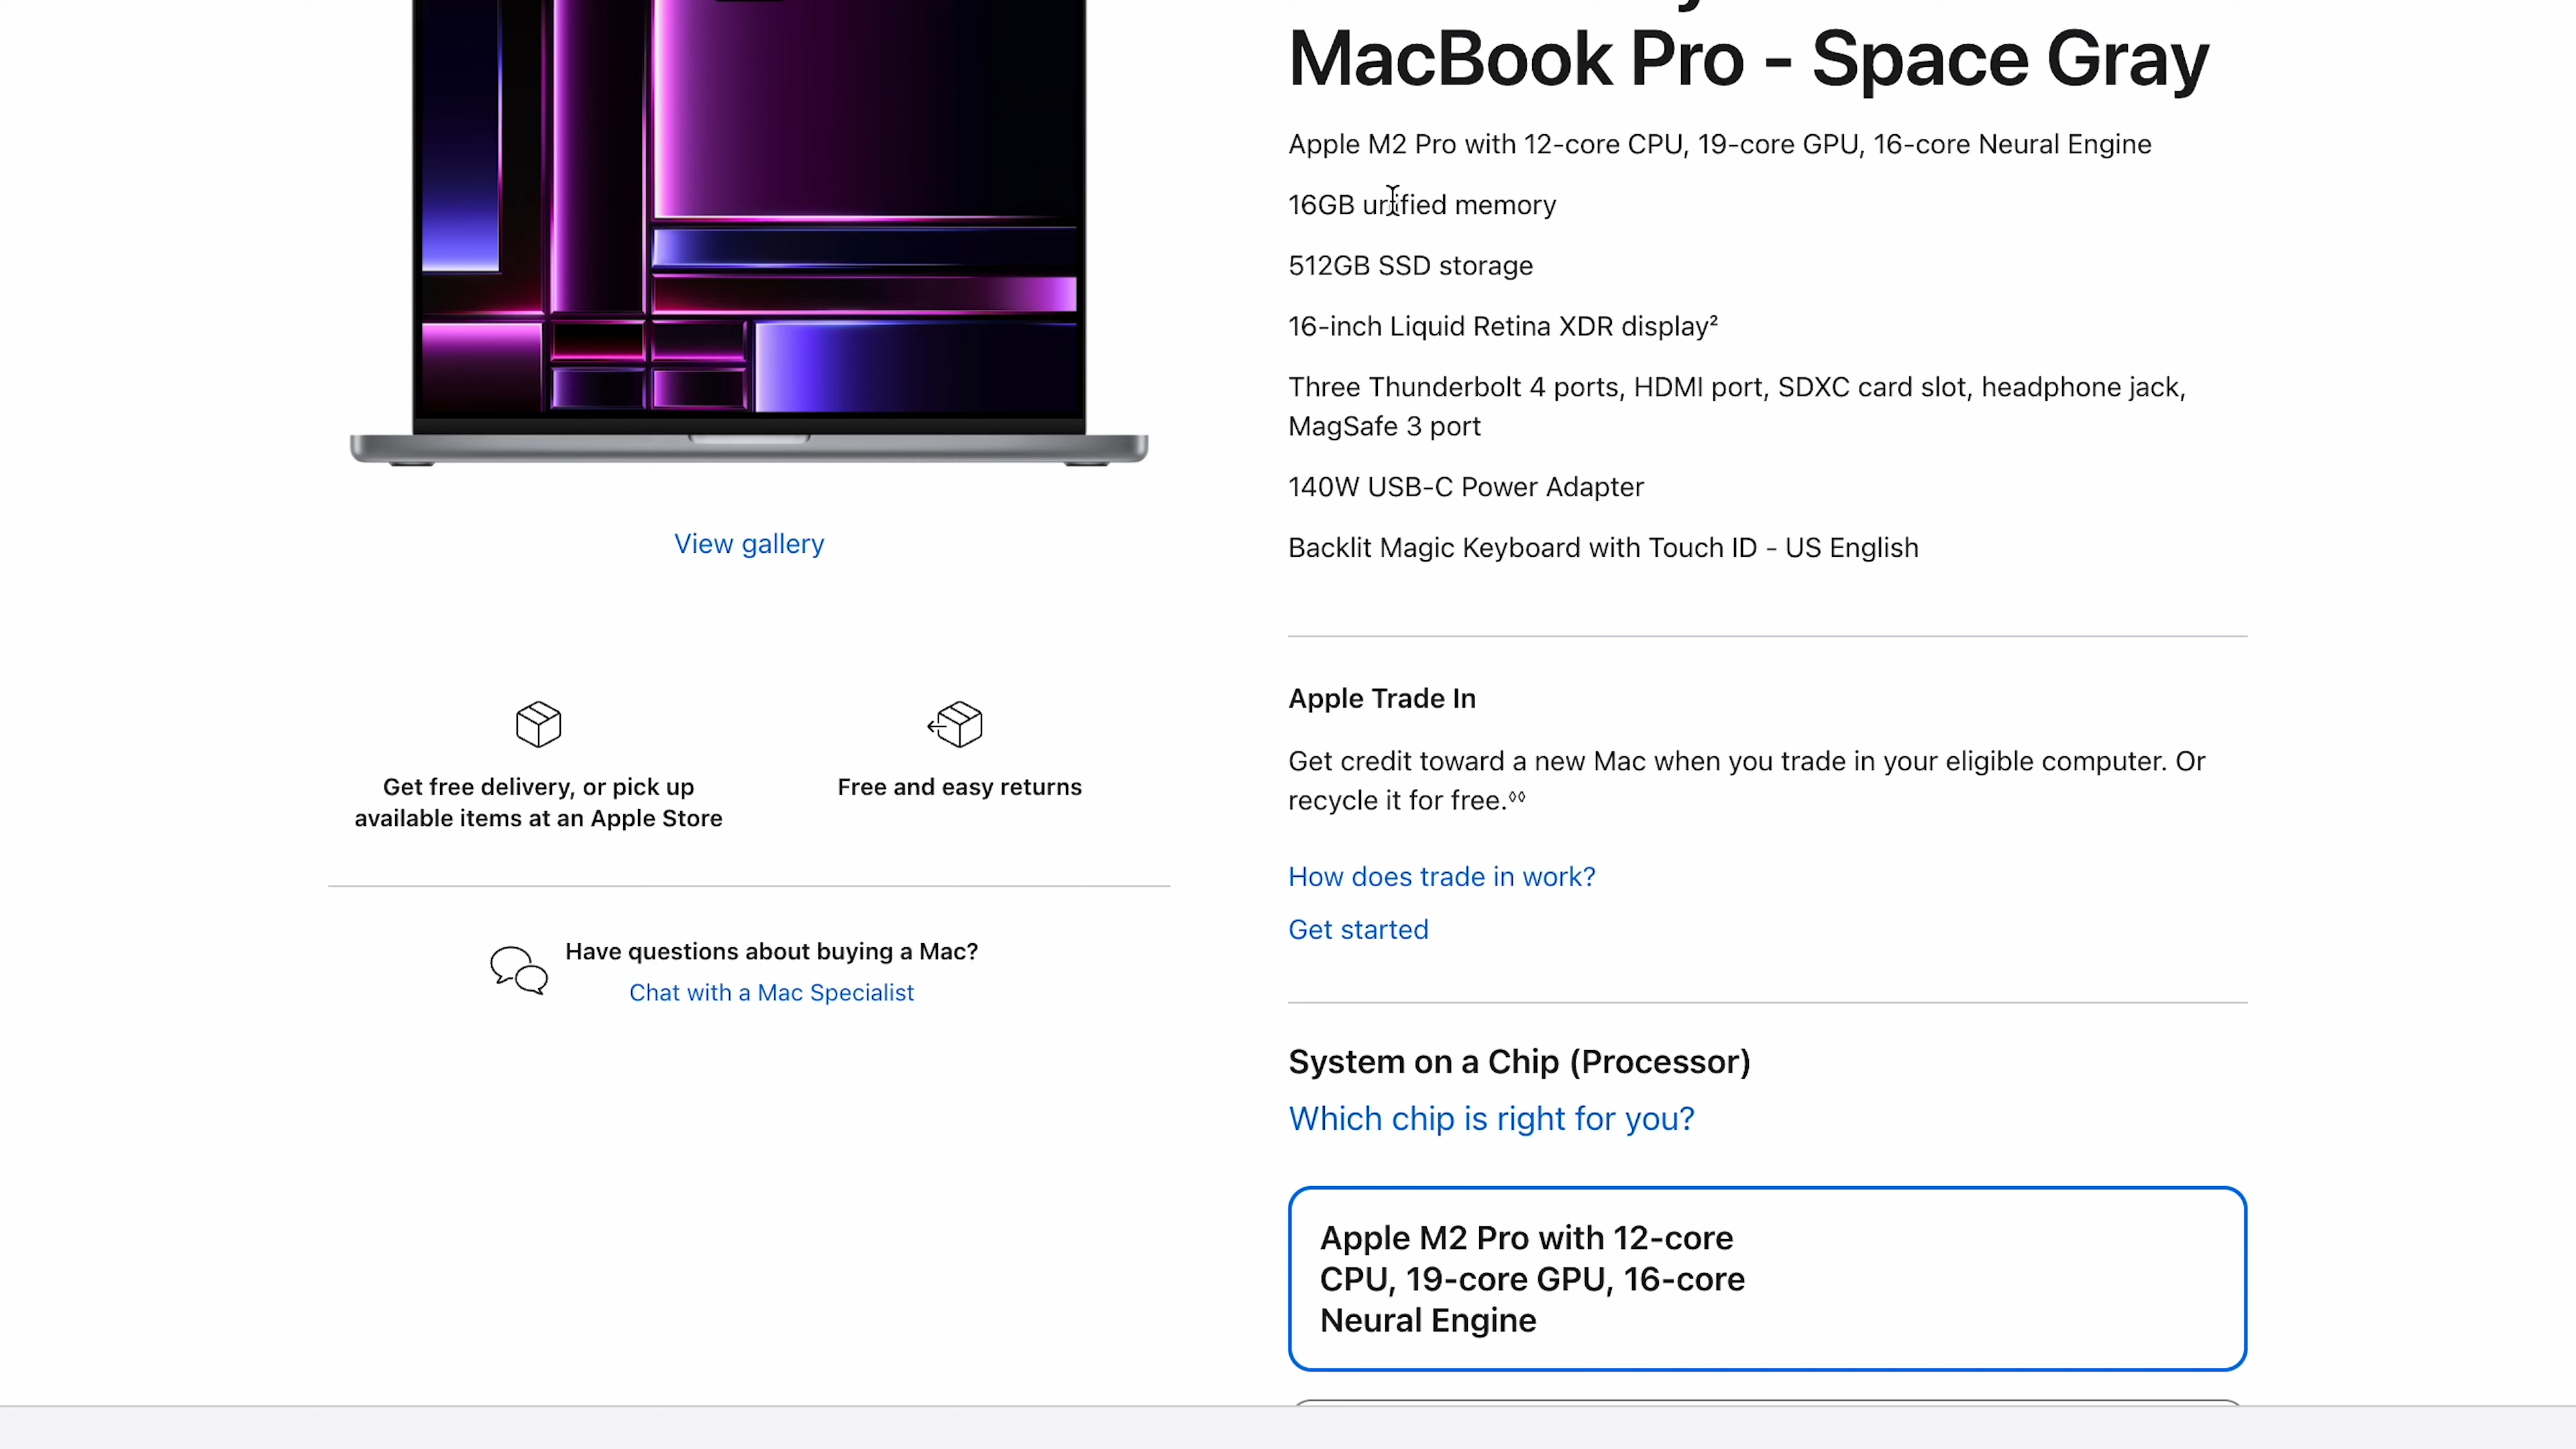 MacBook Pro - Space Gray
Apple M2 Pro with 12-core CPU, 19-core GPU, 16-core Neural Engine
16GB unified memory
512GB SSD storage
16-inch Liquid Retina XDR display²
Three Thunderbolt 4 ports, HDMI port, SDXC card slot, headphone jack,
MagSafe 3 port
140W USB-C Power Adapter
Backlit Magic Keyboard with Touch ID - US English
View gallery
Get free delivery, or pick up
available items at an Apple Store
Free and easy returns
Have questions about buying a Mac?
Chat with a Mac Specialist
Apple Trade In
Get credit toward a new Mac when you trade in your eligible computer. Or
recycle it for free.◊◊
How does trade in work?
Get started
System on a Chip (Processor)
Which chip is right for you?
Apple M2 Pro with 12-core
CPU, 19-core GPU, 16-core
Neural Engine